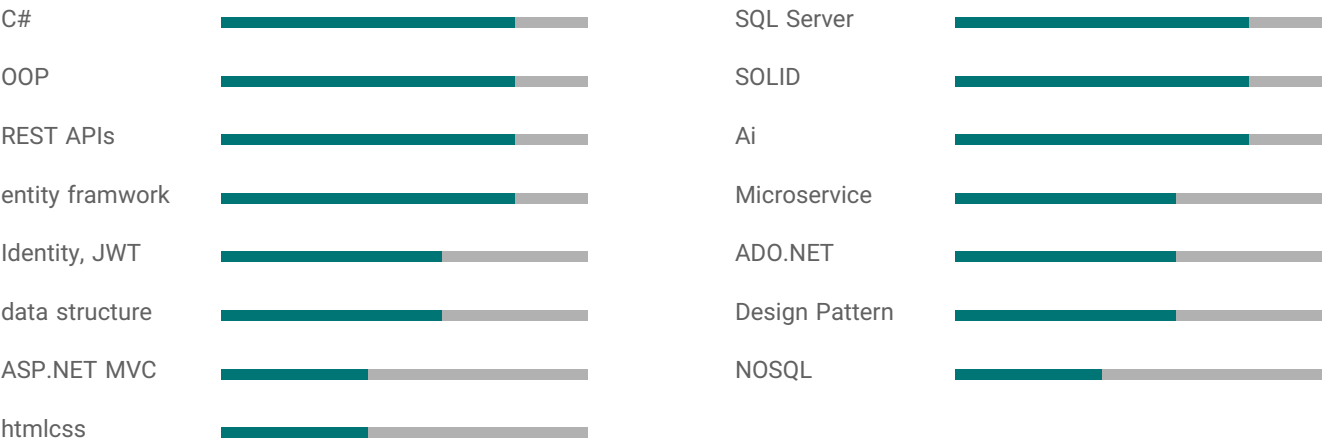 C#
SQL Server
OOP
SOLID
REST APIs
Ai
entity framwork
Microservice
Identity, JWT
ADO.NET
data structure
Design Pattern
ASP.NET MVC
NOSQL
htmlcss